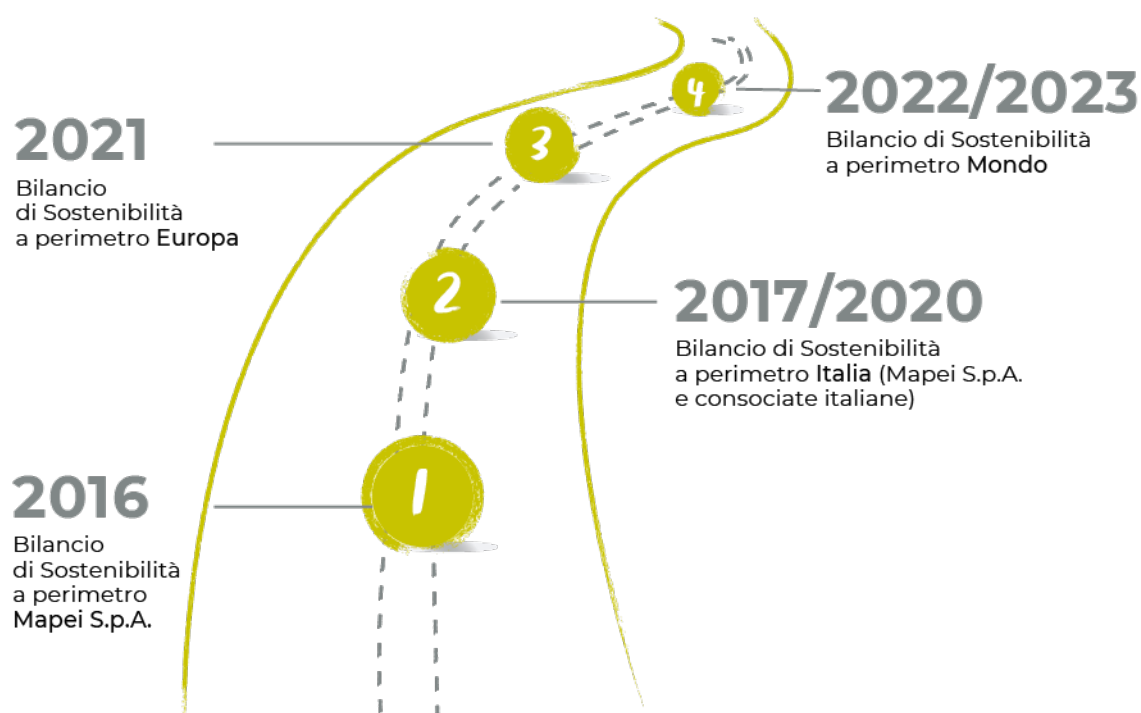 4
2022/2023
Bilancio di Sostenibilità
a perimetro Mondo
3
2021
Bilancio
di Sostenibilità
a perimetro Europa
2
2017/2020
Bilancio di Sostenibilità
a perimetro Italia (Mapei S.p.A.
e consociate italiane)
1
2016
Bilancio
di Sostenibilità
a perimetro
Mapei S.p.A.